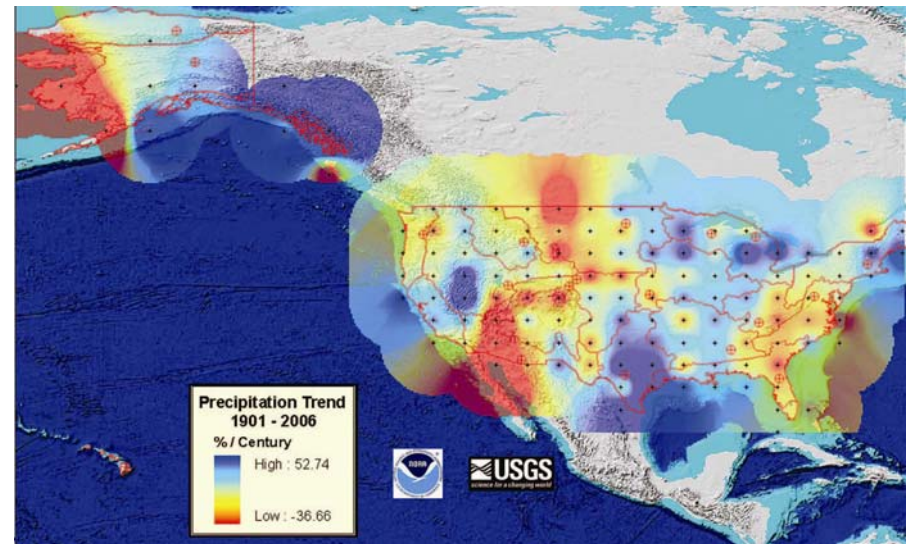 Precipitation Trend
1901 - 2006
% / Century
High : 52.74
Low : -36.66
NOAA
USGS
science for a changing world